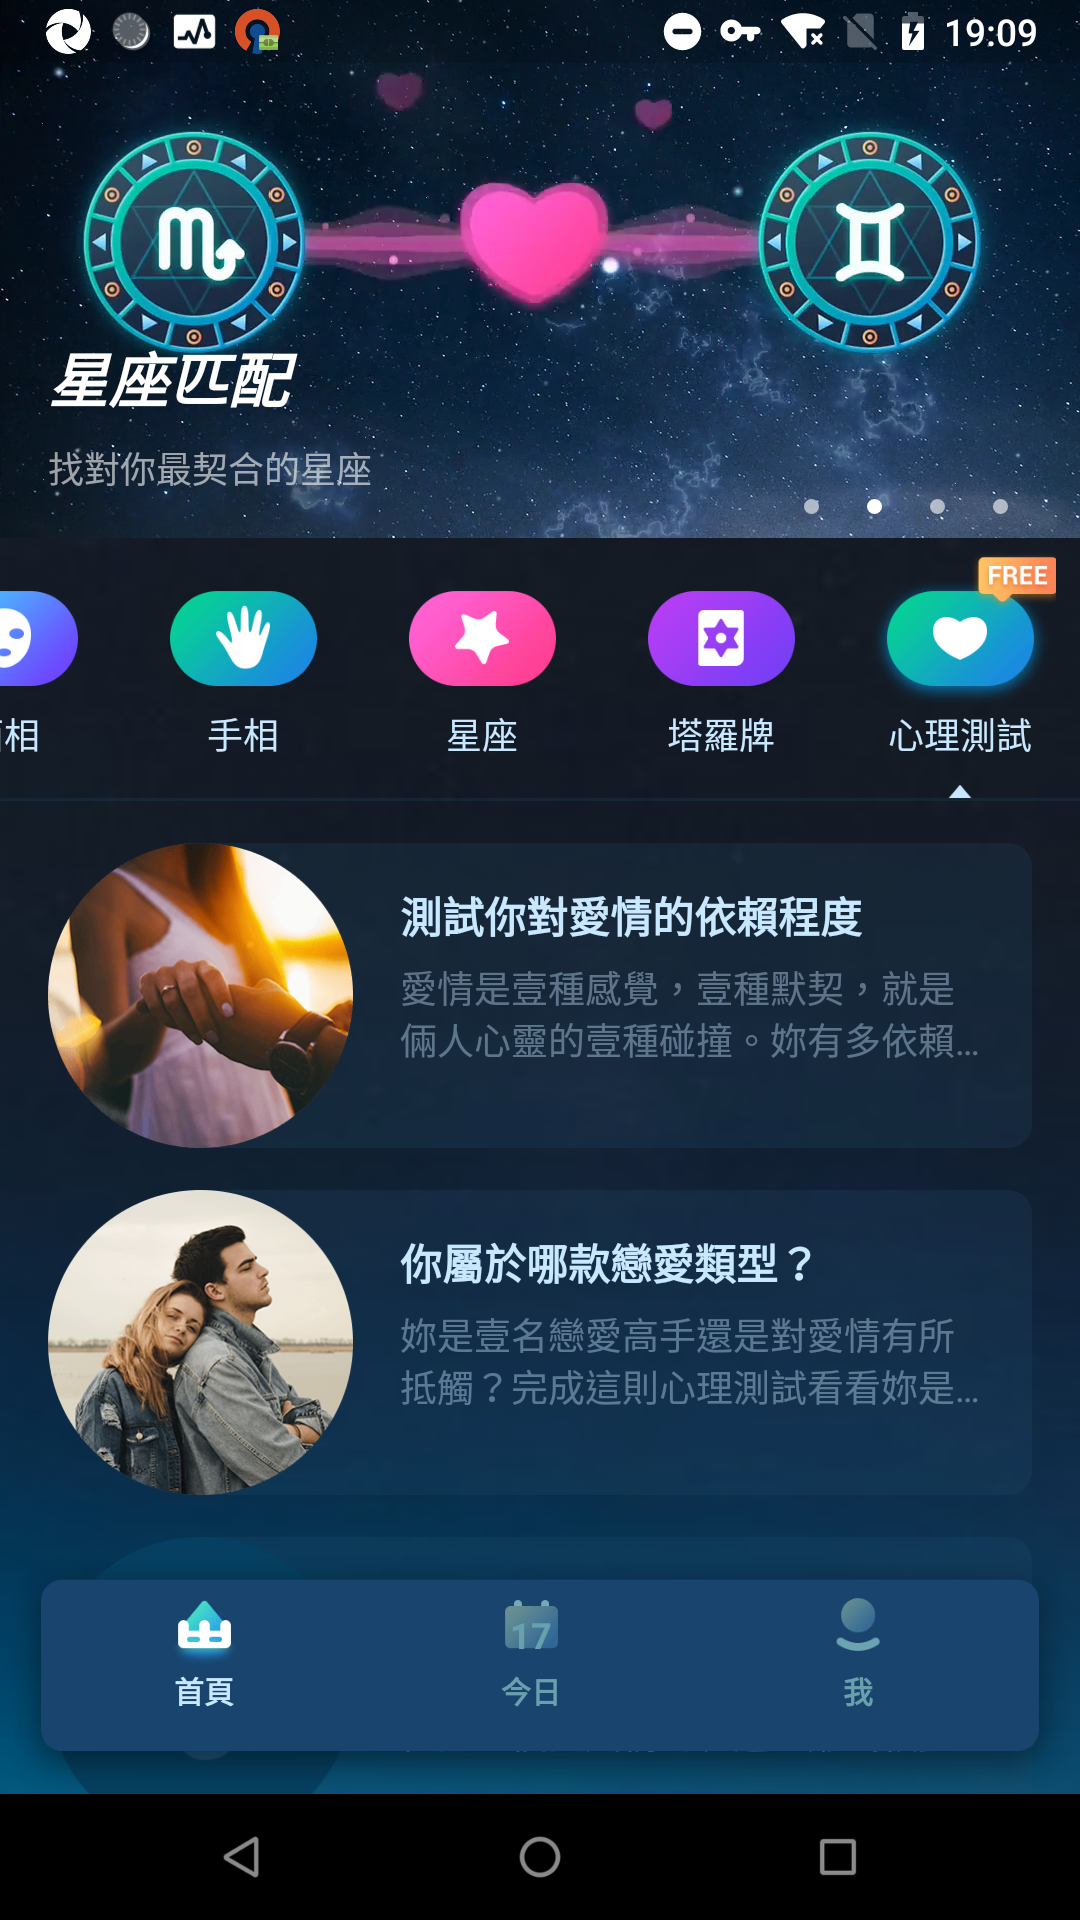 19:09
星座匹配
找對你最契合的星座
FREE
相
手相
星座
塔羅牌
心理測試
測試你對愛情的依賴程度
愛情是壹種感覺，壹種默契，就是
倆人心靈的壹種碰撞。妳有多依賴...
你屬於哪款戀愛類型？
妳是壹名戀愛高手還是對愛情有所
抵觸？完成這則心理測試看看妳是...
17
首頁
今日
我